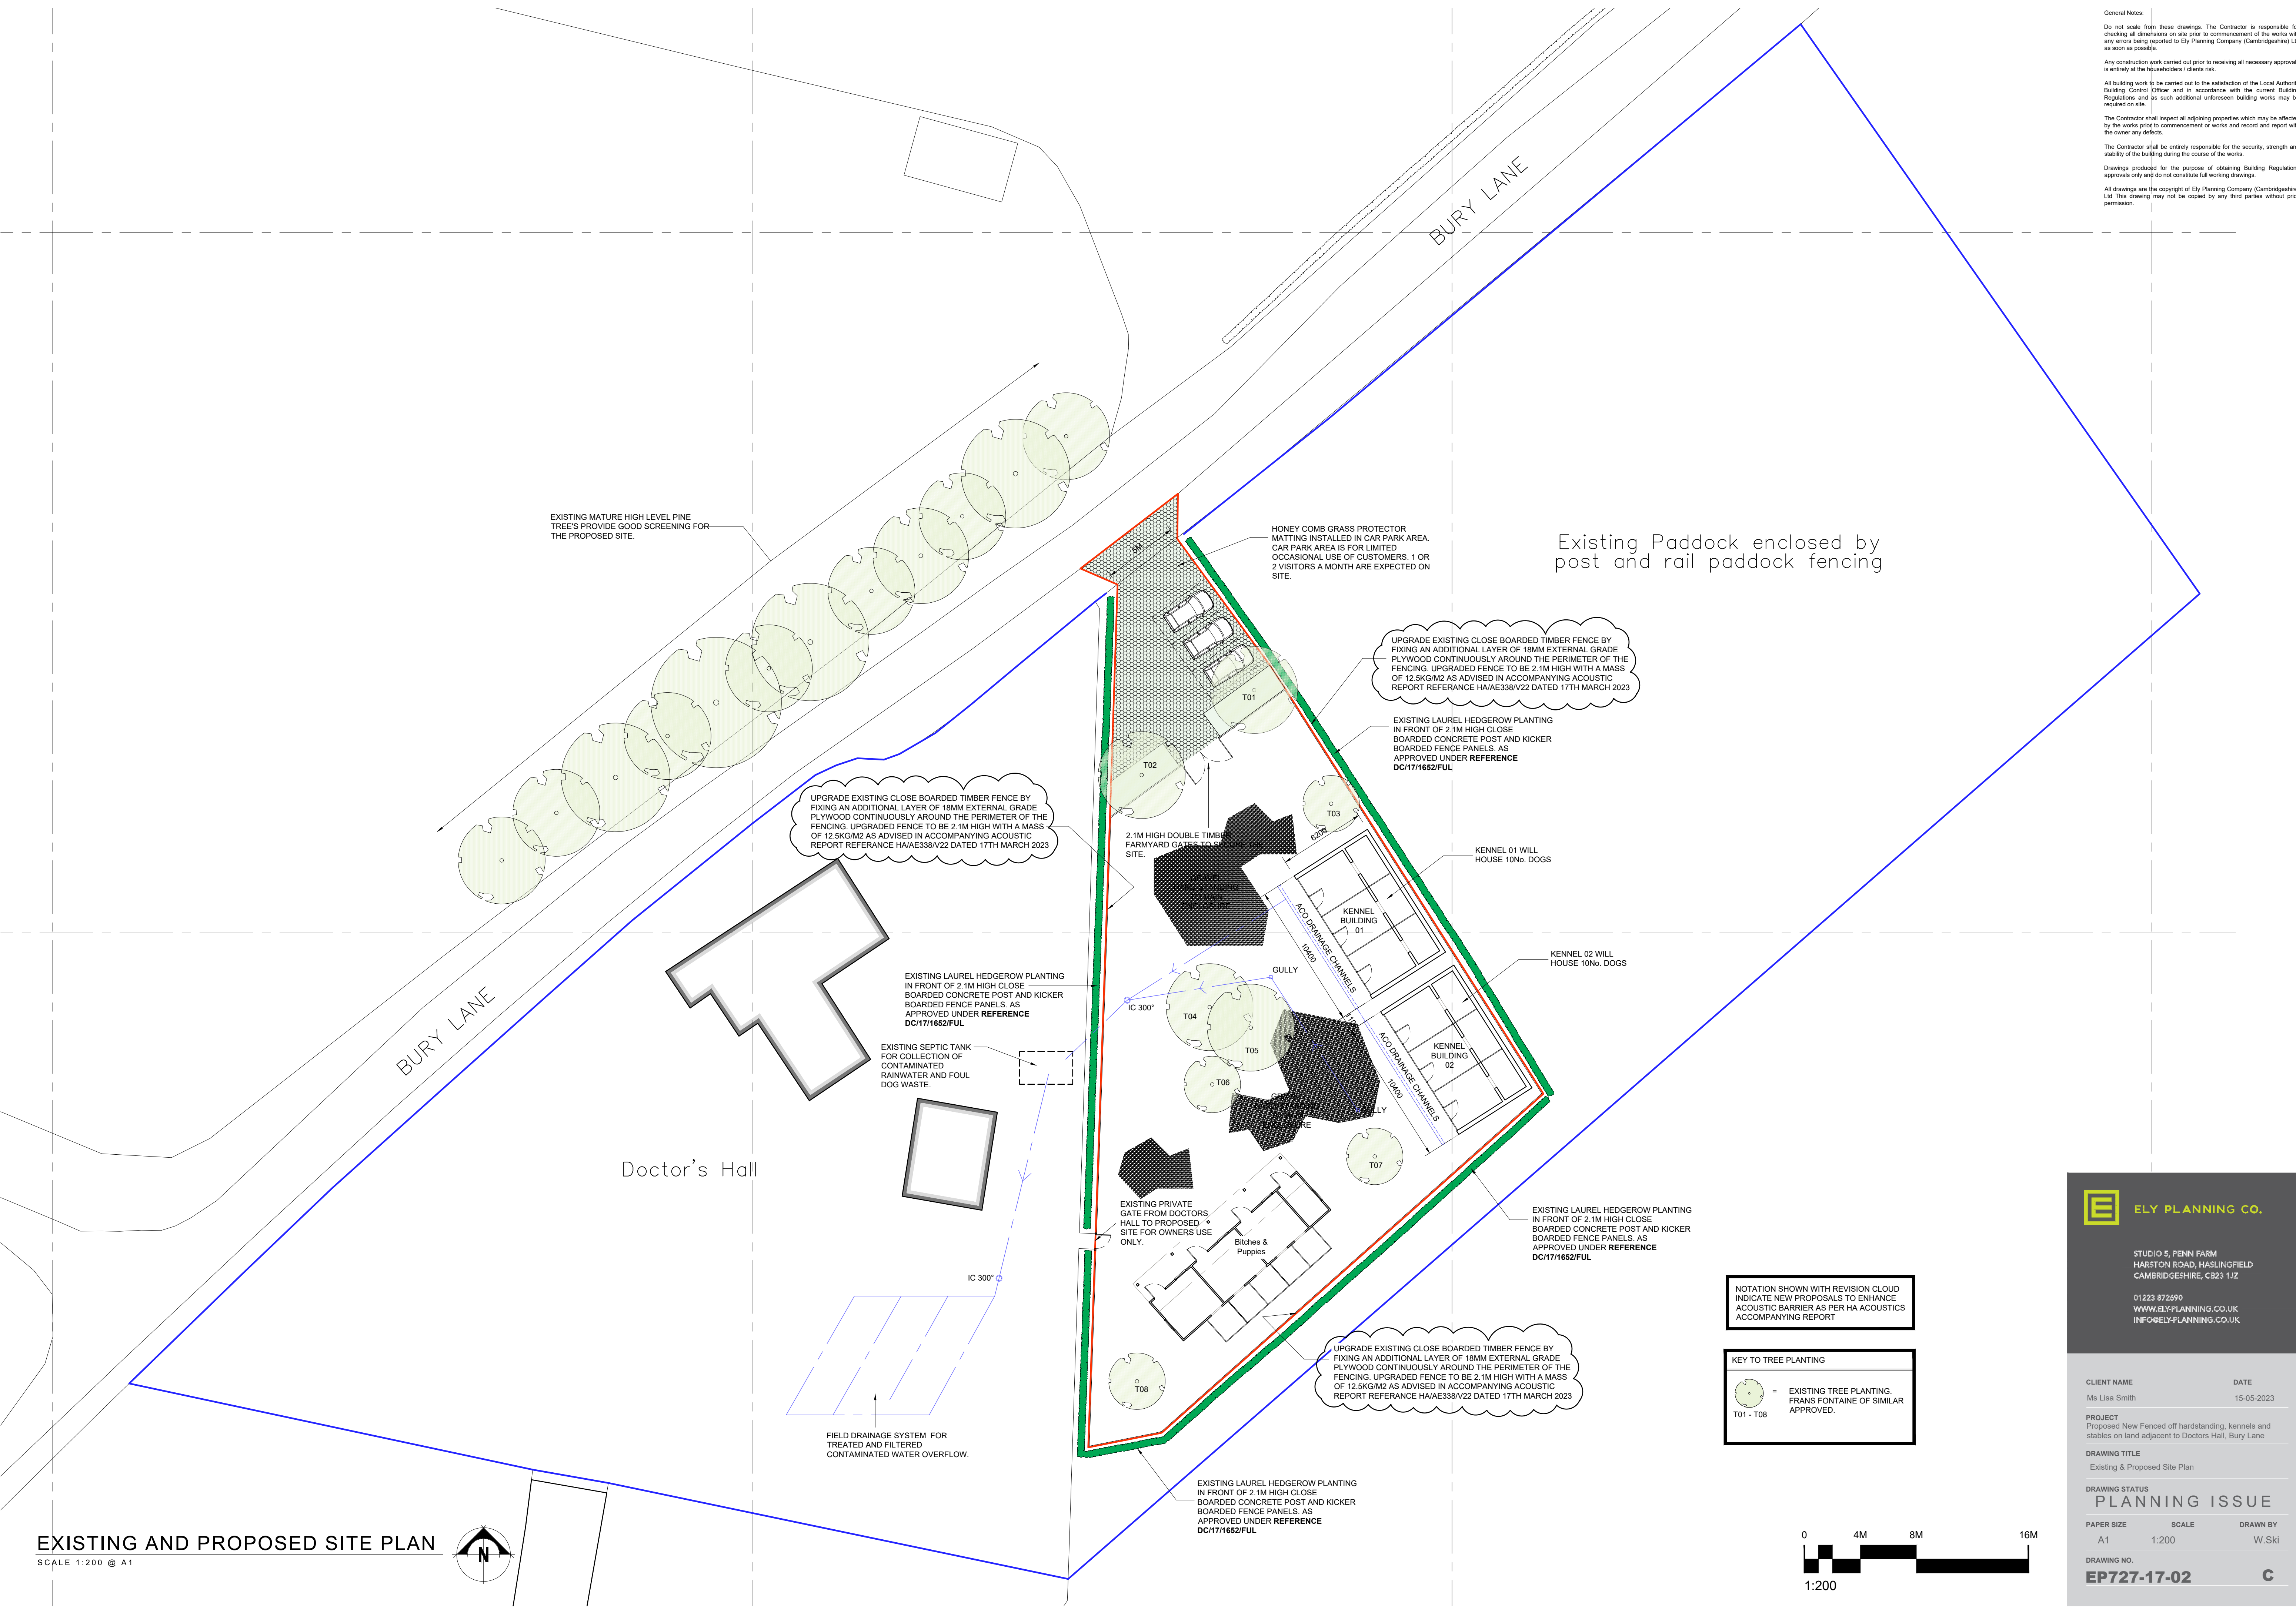 General Notes:
Do not scale from these drawings. The Contractor is responsible
checking all dimensions on site prior to commencement of the works
any errors being reported to Ely Planning Company (Cambridgeshire)
as soon as possible.
Any construction work carried out prior to receiving all necessary
is entirely at the householders / clients risk.
All building work to be carried out to the satisfaction of the Local
Building Control Officer and in accordance with the current
Regulations and as such additional unforeseen building works may
required on site.
The Contractor shall inspect all adjoining properties which may be
by the works prior to commencement or works and record and report
the owner any defects.
The Contractor shall be entirely responsible for the security, strength
stability of the building during the course of the works.
Drawings produced for the purpose of obtaining Building
approvals only and do not constitute full working drawings.
All drawings are the copyright of Ely Planning Company
Ltd This drawing may not be copied by any third parties without
permission.
BURY LANE
EXISTING MATURE HIGH LEVEL PINE
TREE'S PROVIDE GOOD SCREENING FOR
THE PROPOSED SITE.
6M
HONEY COMB GRASS PROTECTOR
MATTING INSTALLED IN CAR PARK AREA.
CAR PARK AREA IS FOR LIMITED
OCCASIONAL USE OF CUSTOMERS. 1 OR
2 VISITORS A MONTH ARE EXPECTED ON
SITE.
Existing Paddock enclosed by
post and rail paddock fencing
UPGRADE EXISTING CLOSE BOARDED TIMBER FENCE BY
FIXING AN ADDITIONAL LAYER OF 18MM EXTERNAL GRADE
PLYWOOD CONTINUOUSLY AROUND THE PERIMETER OF THE
FENCING. UPGRADED FENCE TO BE 2.1M HIGH WITH A MASS
OF 12.5KG/M2 AS ADVISED IN ACCOMPANYING ACOUSTIC
REPORT REFERANCE HA/AE338/V22 DATED 17TH MARCH 2023
T01
EXISTING LAUREL HEDGEROW PLANTING
IN FRONT OF 2.1M HIGH CLOSE
BOARDED CONCRETE POST AND KICKER
BOARDED FENCE PANELS. AS
APPROVED UNDER REFERENCE
DC/17/1652/FUL
T02
UPGRADE EXISTING CLOSE BOARDED TIMBER FENCE BY
FIXING AN ADDITIONAL LAYER OF 18MM EXTERNAL GRADE
PLYWOOD CONTINUOUSLY AROUND THE PERIMETER OF THE
FENCING. UPGRADED FENCE TO BE 2.1M HIGH WITH A MASS
OF 12.5KG/M2 AS ADVISED IN ACCOMPANYING ACOUSTIC
REPORT REFERANCE HA/AE338/V22 DATED 17TH MARCH 2023
T03
6200
2.1M HIGH DOUBLE TIMBER
FARMYARD GATES TO SECURE THE
SITE.
KENNEL 01 WILL
HOUSE 10No. DOGS
GRAVEL
HARD STANDING
TO MAIN
ENCLOSURE
KENNEL
BUILDING
01
ACO DRAINAGE CHANNELS
10400
KENNEL 02 WILL
HOUSE 10No. DOGS
GULLY
EXISTING LAUREL HEDGEROW PLANTING
IN FRONT OF 2.1M HIGH CLOSE
BOARDED CONCRETE POST AND KICKER
BOARDED FENCE PANELS. AS
APPROVED UNDER REFERENCE
DC/17/1652/FUL
IC 300°
T04
BURY LANE
T05
ACO DRAINAGE CHANNELS
KENNEL
BUILDING
02
EXISTING SEPTIC TANK
FOR COLLECTION OF
CONTAMINATED
RAINWATER AND FOUL
DOG WASTE.
T06
10400
GRAVEL
HARD STANDING
TO MAIN
ENCLOSURE
GULLY
T07
Doctor's Hall
EXISTING PRIVATE
GATE FROM DOCTORS
HALL TO PROPOSED
SITE FOR OWNERS USE
ONLY.
Bitches &
Puppies
EXISTING LAUREL HEDGEROW PLANTING
IN FRONT OF 2.1M HIGH CLOSE
BOARDED CONCRETE POST AND KICKER
BOARDED FENCE PANELS. AS
APPROVED UNDER REFERENCE
DC/17/1652/FUL
IC 300°
UPGRADE EXISTING CLOSE BOARDED TIMBER FENCE BY
FIXING AN ADDITIONAL LAYER OF 18MM EXTERNAL GRADE
PLYWOOD CONTINUOUSLY AROUND THE PERIMETER OF THE
FENCING. UPGRADED FENCE TO BE 2.1M HIGH WITH A MASS
OF 12.5KG/M2 AS ADVISED IN ACCOMPANYING ACOUSTIC
REPORT REFERANCE HA/AE338/V22 DATED 17TH MARCH 2023
T08
FIELD DRAINAGE SYSTEM FOR
TREATED AND FILTERED
CONTAMINATED WATER OVERFLOW.
EXISTING LAUREL HEDGEROW PLANTING
IN FRONT OF 2.1M HIGH CLOSE
BOARDED CONCRETE POST AND KICKER
BOARDED FENCE PANELS. AS
APPROVED UNDER REFERENCE
DC/17/1652/FUL
EXISTING AND PROPOSED SITE PLAN
SCALE 1:200 @ A1
N
NOTATION SHOWN WITH REVISION CLOUD
INDICATE NEW PROPOSALS TO ENHANCE
ACOUSTIC BARRIER AS PER HA ACOUSTICS
ACCOMPANYING REPORT
KEY TO TREE PLANTING
= EXISTING TREE PLANTING.
FRANS FONTAINE OF SIMILAR
APPROVED.
T01 - T08
0 4M 8M 16M
1:200
ELY PLANNING CO.
STUDIO 5, PENN FARM
HARSTON ROAD, HASLINGFIELD
CAMBRIDGESHIRE, CB23 1JZ
01223 872690
WWW.ELY-PLANNING.CO.UK
INFO@ELY-PLANNING.CO.UK
CLIENT NAME DATE
Ms Lisa Smith 15-05-2023
PROJECT
Proposed New Fenced off hardstanding, kennels and
stables on land adjacent to Doctors Hall, Bury Lane
DRAWING TITLE
Existing & Proposed Site Plan
DRAWING STATUS
PLANNING ISSUE
PAPER SIZE SCALE DRAWN BY
A1 1:200 W.Ski
DRAWING NO.
EP727-17-02 C